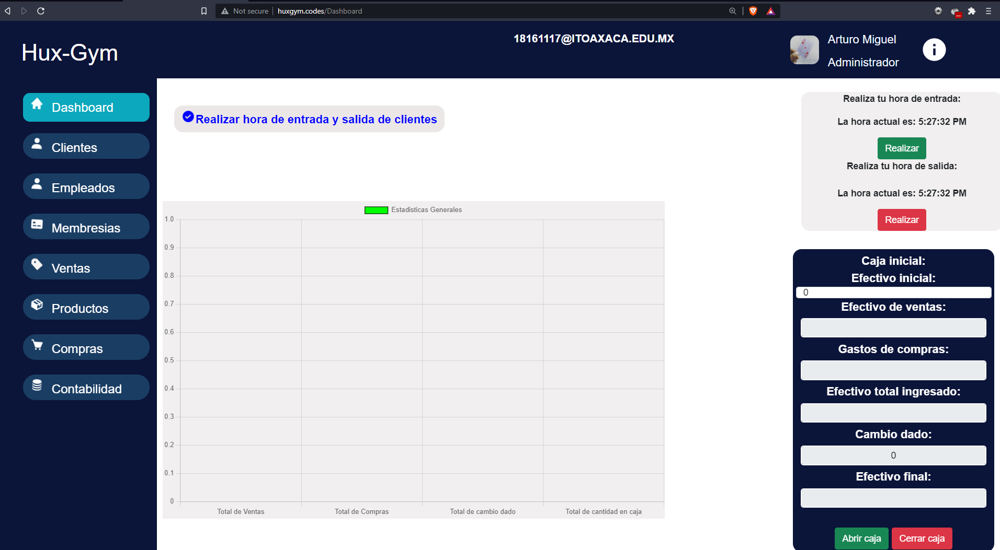 Not secure
huxgym.codes/Dashboard
Hux-Gym
18161117@ITOAXACA.EDU.MX
Arturo Miguel
Administrador
Dashboard
Clientes
Empleados
Membresias
Ventas
Productos
Compras
Contabilidad
Realizar hora de entrada y salida de clientes
Estadisticas Generales
1.0
0.9
0.8
0.7
0.6
0.5
0.4
0.3
0.2
0.1
0
Total de Ventas
Total de Compras
Total de cambio dado
Total de cantidad en caja
Realiza tu hora de entrada:
La hora actual es: 5:27:32 PM
Realizar
Realiza tu hora de salida:
La hora actual es: 5:27:32 PM
Realizar
Caja inicial:
Efectivo inicial:
0
Efectivo de ventas:
Gastos de compras:
Efectivo total ingresado:
Cambio dado:
0
Efectivo final:
Abrir caja
Cerrar caja